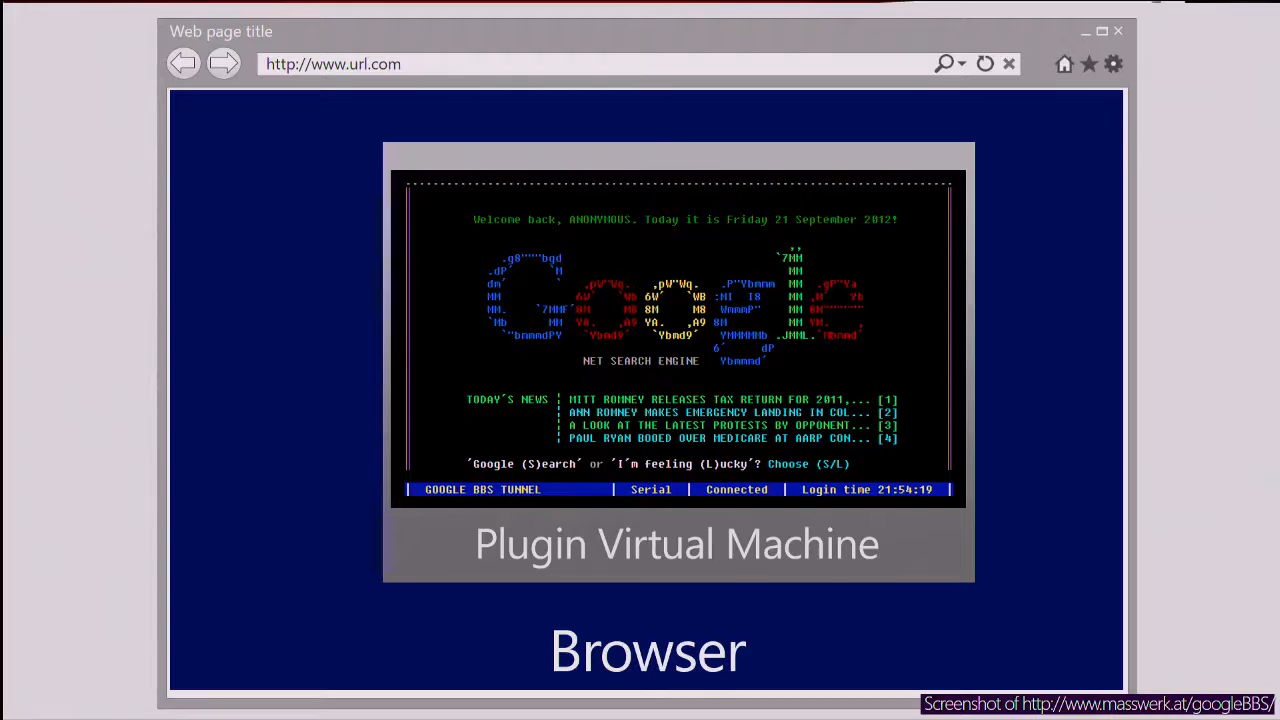 Web page title
http://www.url.com
Welcome back, ANONYMOUS. Today it is Friday 21 September 2012!
Google
NET SEARCH ENGINE
TODAY´S NEWS ¦ MITT ROMNEY RELEASES TAX RETURN FOR 2011,... [1]
¦ ANN ROMNEY MAKES EMERGENCY LANDING IN COL... [2]
¦ A LOOK AT THE LATEST PROTESTS BY OPPONENT... [3]
¦ PAUL RYAN BOOED OVER MEDICARE AT AARP CON... [4]
´Google (S)earch´ or ´I´m feeling (L)ucky´? Choose (S/L)
| GOOGLE BBS TUNNEL | Serial | Connected | Login time 21:54:19 |
Plugin Virtual Machine
Browser
Screenshot of http://www.masswerk.at/googleBBS/